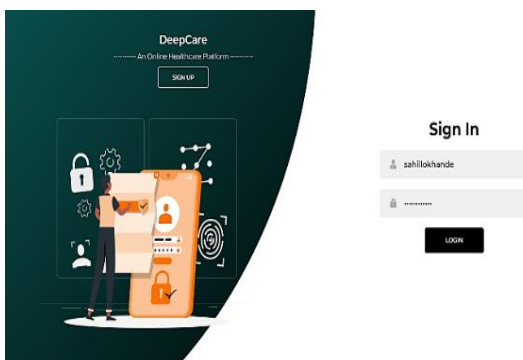 DeepCare
---------- An Online Healthcare Platform ----------
SIGN UP
Sign In
sahillokhande
............
LOGIN